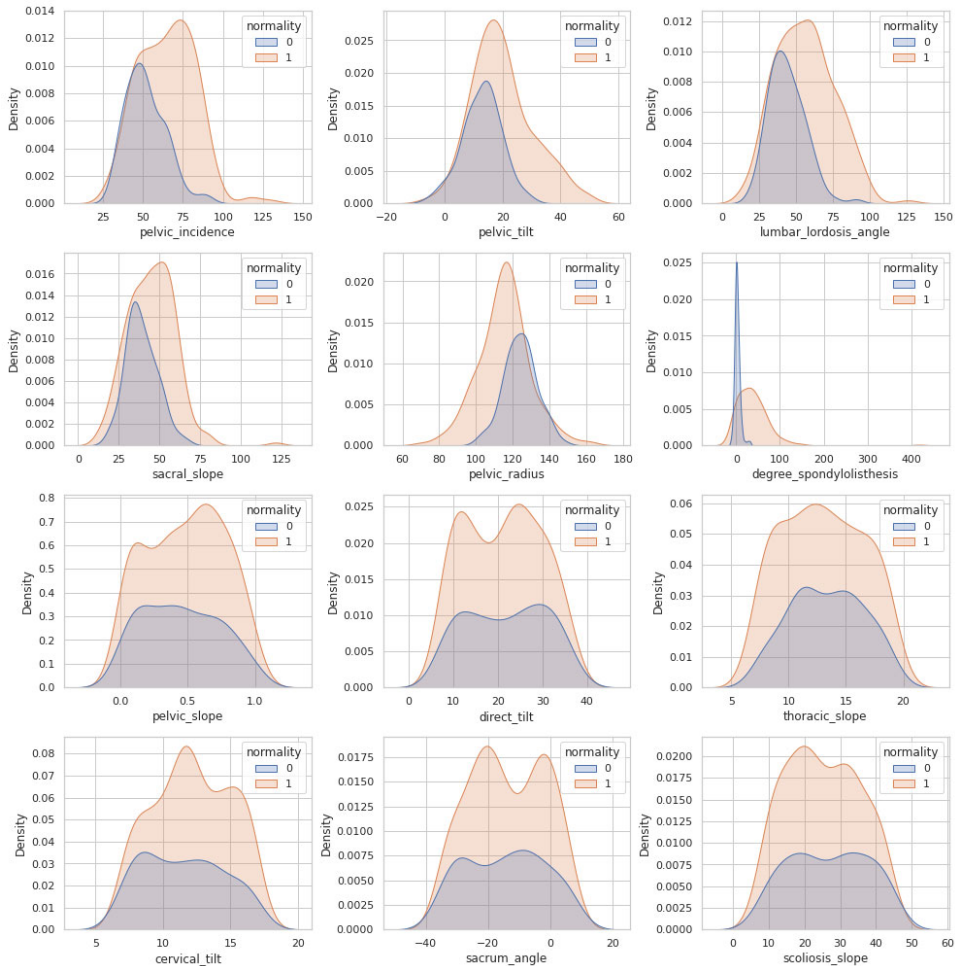 0.014
0.012
0.010
0.008
0.006
0.004
0.002
0.000
Density
25 50 75 100 125 150
pelvic_incidence
normality
0
1
0.025
0.020
0.015
0.010
0.005
0.000
Density
−20 0 20 40 60
pelvic_tilt
normality
0
1
0.012
0.010
0.008
0.006
0.004
0.002
0.000
Density
0 25 50 75 100 125 150
lumbar_lordosis_angle
normality
0
1
0.016
0.014
0.012
0.010
0.008
0.006
0.004
0.002
0.000
Density
0 25 50 75 100 125
sacral_slope
normality
0
1
0.020
0.015
0.010
0.005
0.000
Density
60 80 100 120 140 160 180
pelvic_radius
normality
0
1
0.025
0.020
0.015
0.010
0.005
0.000
Density
0 100 200 300 400
degree_spondylolisthesis
normality
0
1
0.8
0.7
0.6
0.5
0.4
0.3
0.2
0.1
0.0
Density
0.0 0.5 1.0
pelvic_slope
normality
0
1
0.025
0.020
0.015
0.010
0.005
0.000
Density
0 10 20 30 40
direct_tilt
normality
0
1
0.06
0.05
0.04
0.03
0.02
0.01
0.00
Density
5 10 15 20
thoracic_slope
normality
0
1
0.08
0.07
0.06
0.05
0.04
0.03
0.02
0.01
0.00
Density
5 10 15 20
cervical_tilt
normality
0
1
0.0175
0.0150
0.0125
0.0100
0.0075
0.0050
0.0025
0.0000
Density
−40 −20 0 20
sacrum_angle
normality
0
1
0.0200
0.0175
0.0150
0.0125
0.0100
0.0075
0.0050
0.0025
0.0000
Density
0 10 20 30 40 50 60
scoliosis_slope
normality
0
1